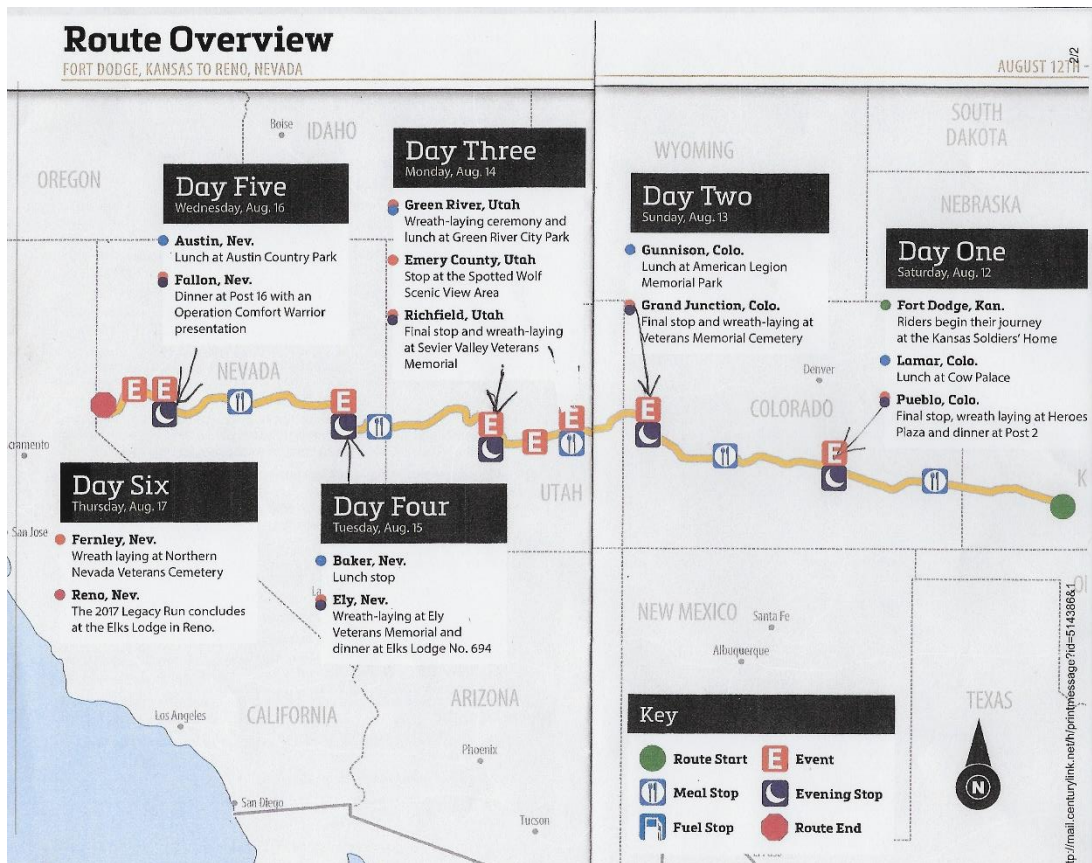 Route Overview
FORT DODGE, KANSAS TO RENO, NEVADA
AUGUST 12TH -
2/2
Boise
IDAHO
OREGON
WYOMING
SOUTH
DAKOTA
NEBRASKA
Day Five
Wednesday, Aug. 16
Austin, Nev.
Lunch at Austin Country Park
Fallon, Nev.
Dinner at Post 16 with an
Operation Comfort Warrior
presentation
Day Three
Monday, Aug. 14
Green River, Utah
Wreath-laying ceremony and
lunch at Green River City Park
Emery County, Utah
Stop at the Spotted Wolf
Scenic View Area
Richfield, Utah
Final stop and wreath-laying
at Sevier Valley Veterans
Memorial
Day Two
Sunday, Aug. 13
Gunnison, Colo.
Lunch at American Legion
Memorial Park
Grand Junction, Colo.
Final stop and wreath-laying at
Veterans Memorial Cemetery
Day One
Saturday, Aug. 12
Fort Dodge, Kan.
Riders begin their journey
at the Kansas Soldiers' Home
Lamar, Colo.
Lunch at Cow Palace
Pueblo, Colo.
Final stop, wreath laying at Heroes
Plaza and dinner at Post 2
NEVADA
Denver
COLORADO
UTAH
E
E
E
E
E
E
E
E
cramento
San Jose
K
Day Six
Thursday, Aug. 17
Fernley, Nev.
Wreath laying at Northern
Nevada Veterans Cemetery
Reno, Nev.
The 2017 Legacy Run concludes
at the Elks Lodge in Reno.
Day Four
Tuesday, Aug. 15
Baker, Nev.
Lunch stop
Ely, Nev.
Wreath-laying at Ely
Veterans Memorial and
dinner at Elks Lodge No. 694
La
NEW MEXICO
Santa Fe
Albuquerque
TEXAS
Los Angeles
CALIFORNIA
ARIZONA
Phoenix
San Diego
Tucson
Key
Route Start
E Event
Meal Stop
Evening Stop
Fuel Stop
Route End
N
tp://mail.centurylink.net/h/printmessage?id=514386&1